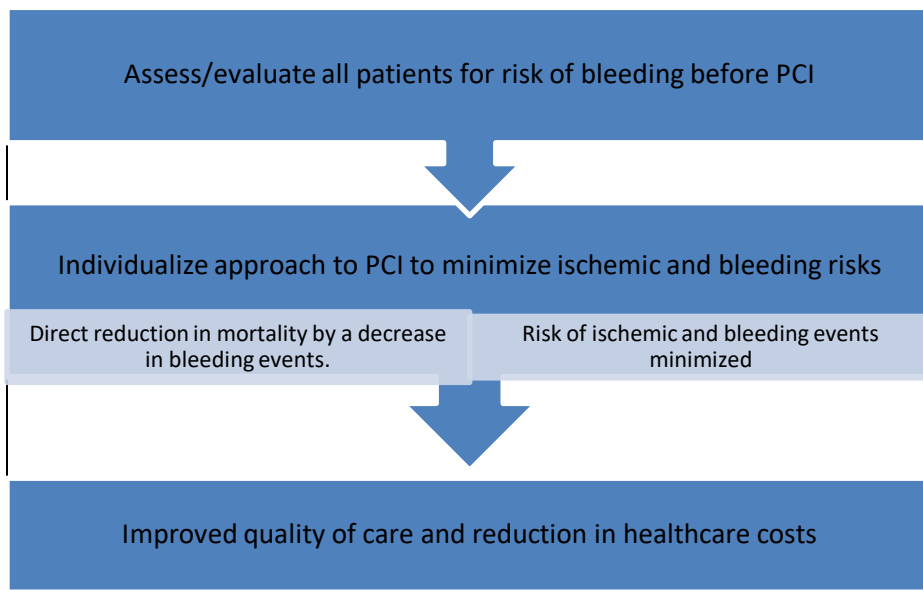 Assess/evaluate all patients for risk of bleeding before PCI
Individualize approach to PCI to minimize ischemic and bleeding risks
Direct reduction in mortality by a decrease
in bleeding events.
Risk of ischemic and bleeding events
minimized
Improved quality of care and reduction in healthcare costs